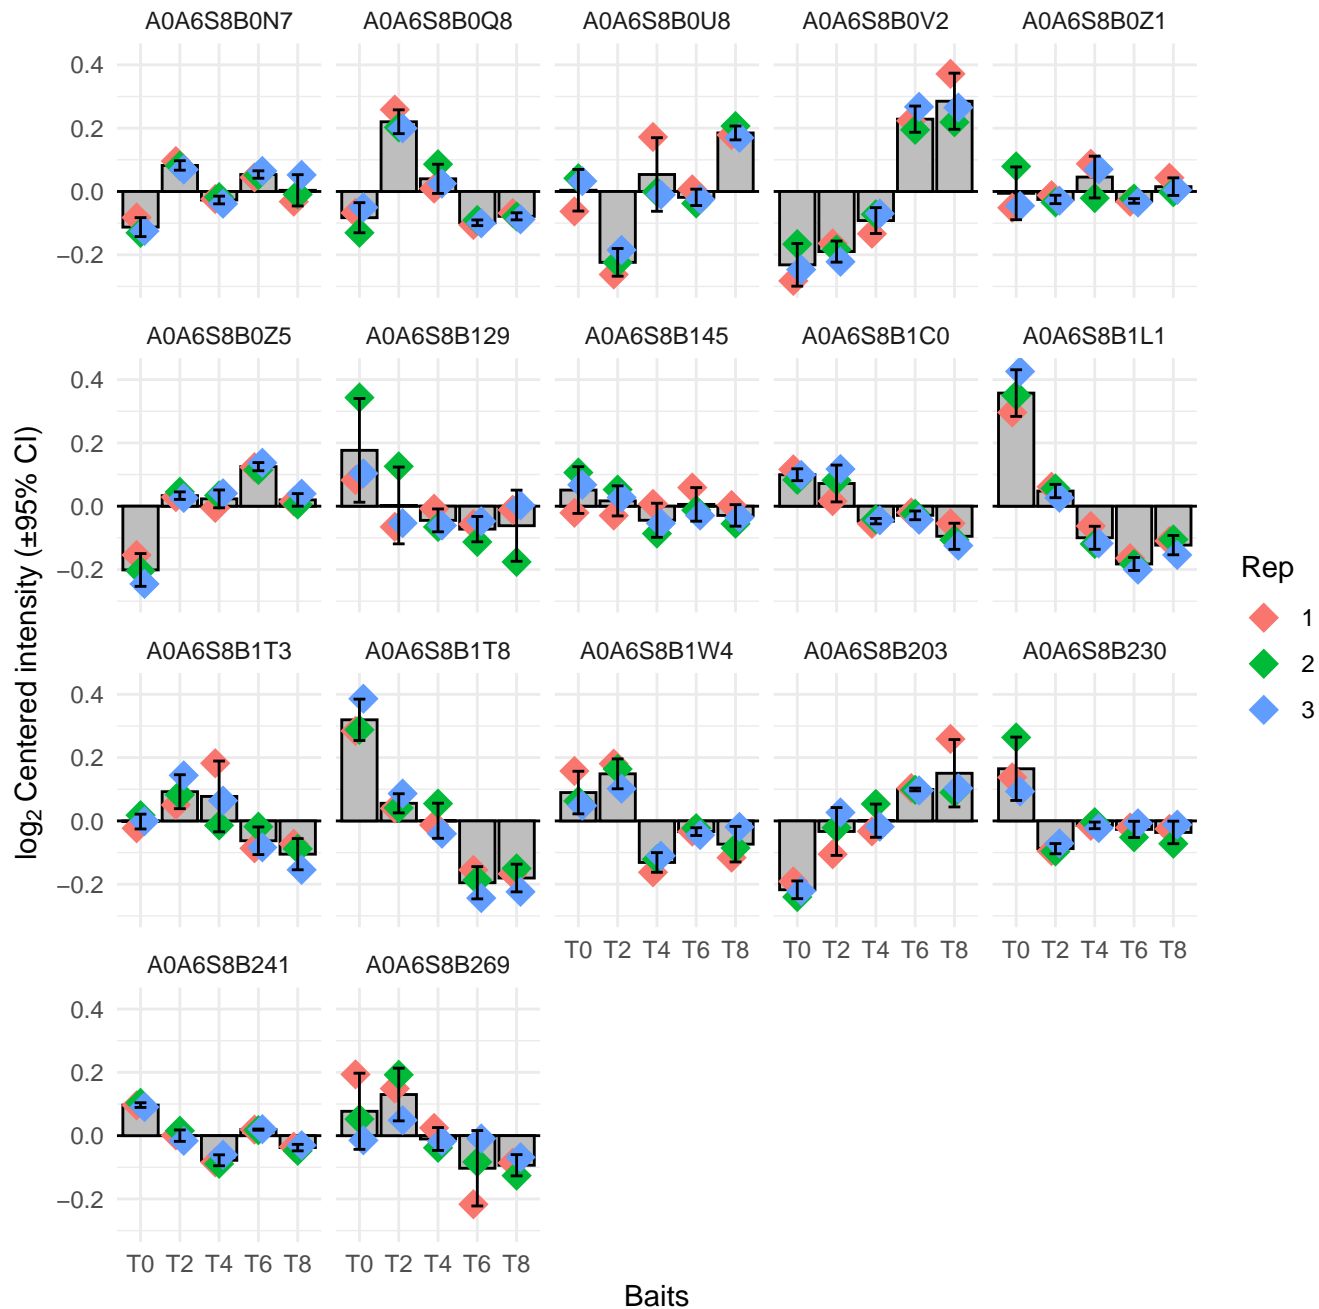 A0A6S8B0N7 A0A6S8B0Q8 A0A6S8B0U8 A0A6S8B0V2 A0A6S8B0Z1
0.4
0.2
0.0
−0.2
A0A6S8B0Z5 A0A6S8B129 A0A6S8B145 A0A6S8B1C0 A0A6S8B1L1
0.4
0.2
0.0
−0.2
A0A6S8B1T3 A0A6S8B1T8 A0A6S8B1W4 A0A6S8B203 A0A6S8B230
0.4
0.2
0.0
−0.2
T0 T2 T4 T6 T8 T0 T2 T4 T6 T8 T0 T2 T4 T6 T8
A0A6S8B241 A0A6S8B269
0.4
0.2
0.0
−0.2
T0 T2 T4 T6 T8 T0 T2 T4 T6 T8
Baits
log2 Centered intensity (±95% CI)
Rep
1
2
3